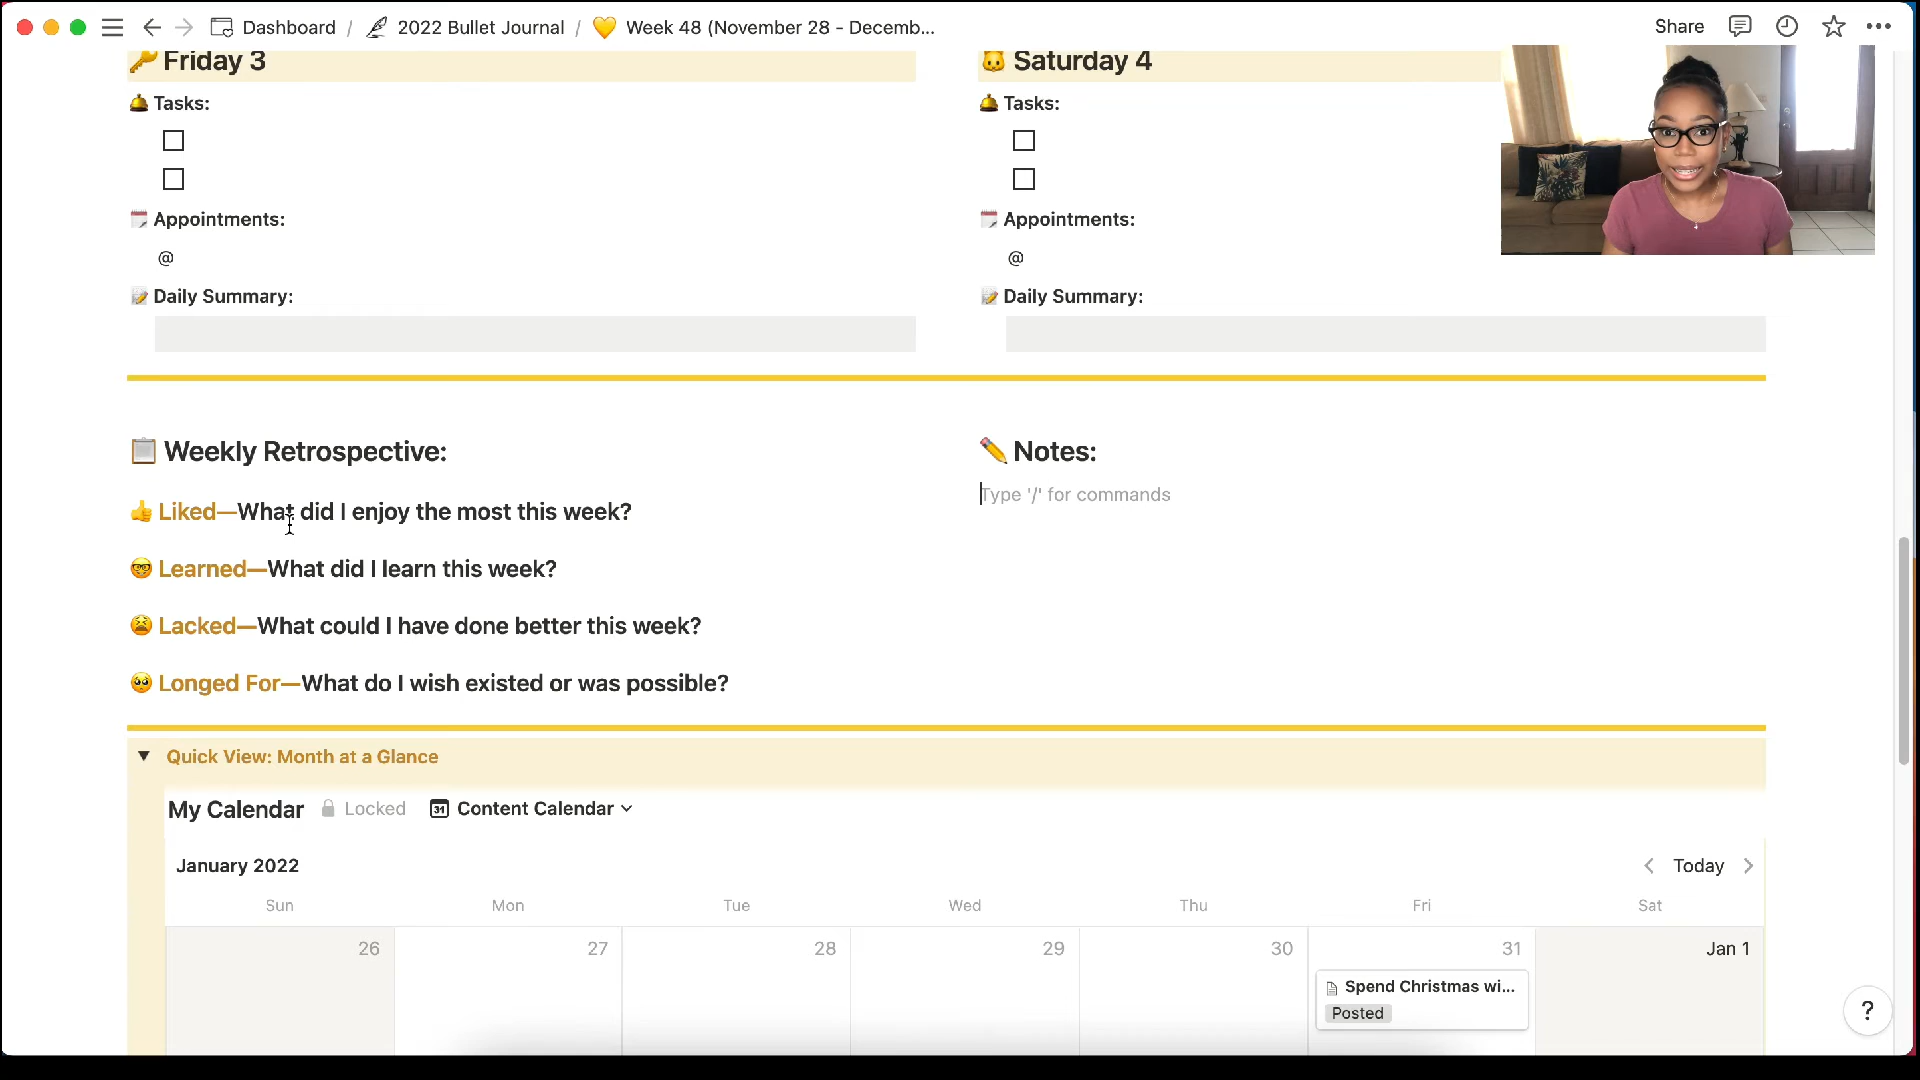 Dashboard / 2022 Bullet Journal / Week 48 (November 28 - Decemb...
Share
Friday 3
Tasks:
Appointments:
@
Daily Summary:
Saturday 4
Tasks:
Appointments:
@
Daily Summary:
Weekly Retrospective:
Liked—What did I enjoy the most this week?
Learned—What did I learn this week?
Lacked—What could I have done better this week?
Longed For—What do I wish existed or was possible?
Notes:
Type '/' for commands
Quick View: Month at a Glance
My Calendar Locked 31 Content Calendar
January 2022
Today
Sun Mon Tue Wed Thu Fri Sat
26 27 28 29 30 31 Jan 1
Spend Christmas wi...
Posted
?